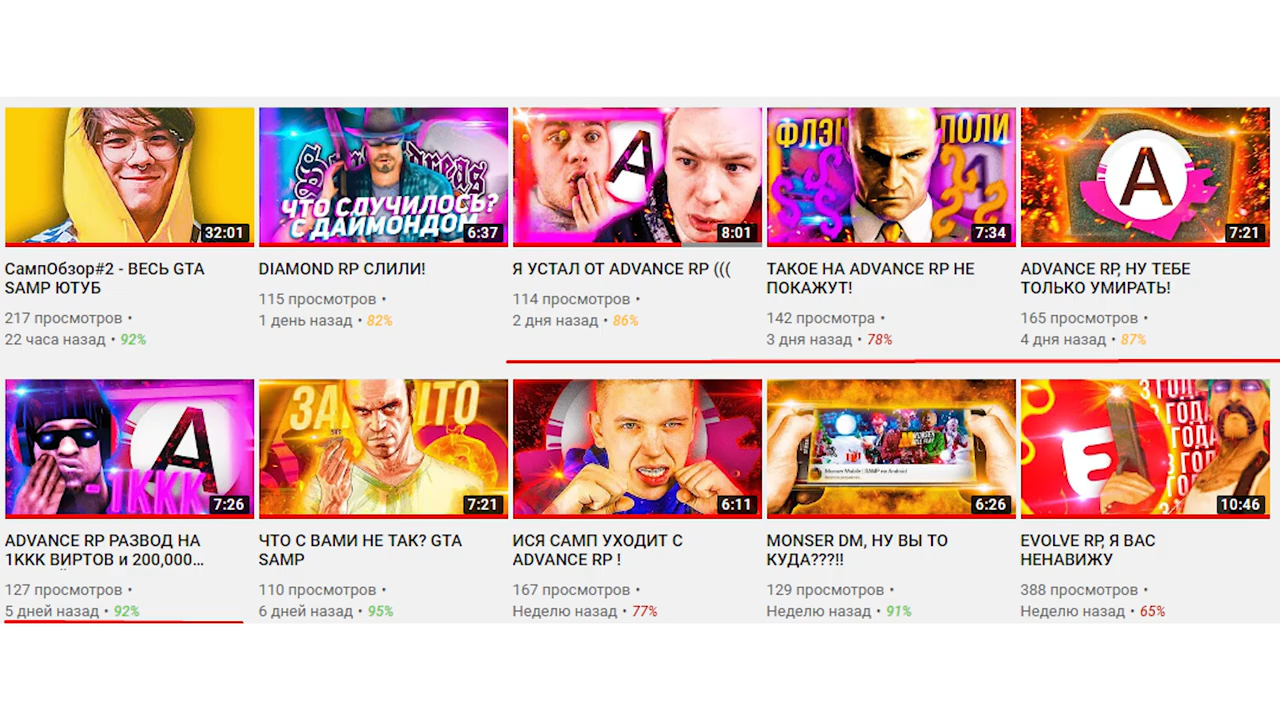 ФЛЭШ ПОЛИ
ЧТО СЛУЧИЛОСЬ?
С ДАЙМОНДОМ
A
A
32:01
6:37
8:01
7:34
7:21
СампОбзор#2 - ВЕСЬ GTA
SAMP ЮТУБ
217 просмотров •
22 часа назад • 92%
DIAMOND RP СЛИЛИ!
115 просмотров •
1 день назад • 82%
Я УСТАЛ ОТ ADVANCE RP (((
114 просмотров •
2 дня назад • 86%
ТАКОЕ НА ADVANCE RP НЕ
ПОКАЖУТ!
142 просмотра •
3 дня назад • 78%
ADVANCE RP, НУ ТЕБЕ
ТОЛЬКО УМИРАТЬ!
165 просмотров •
4 дня назад • 87%
A
-1KKK
ЗА ЧТО
3 ГОДА
3 ГОДА
7:26
7:21
6:11
6:26
10:46
ADVANCE RP РАЗВОД НА
1KKK ВИРТОВ и 200,000...
127 просмотров •
5 дней назад • 92%
ЧТО С ВАМИ НЕ ТАК? GTA
SAMP
110 просмотров •
6 дней назад • 95%
ИСЯ САМП УХОДИТ С
ADVANCE RP !
167 просмотров •
Неделю назад • 77%
MONSER DM, НУ ВЫ ТО
КУДА???!!
129 просмотров •
Неделю назад • 91%
EVOLVE RP, Я ВАС
НЕНАВИЖУ
388 просмотров •
Неделю назад • 65%